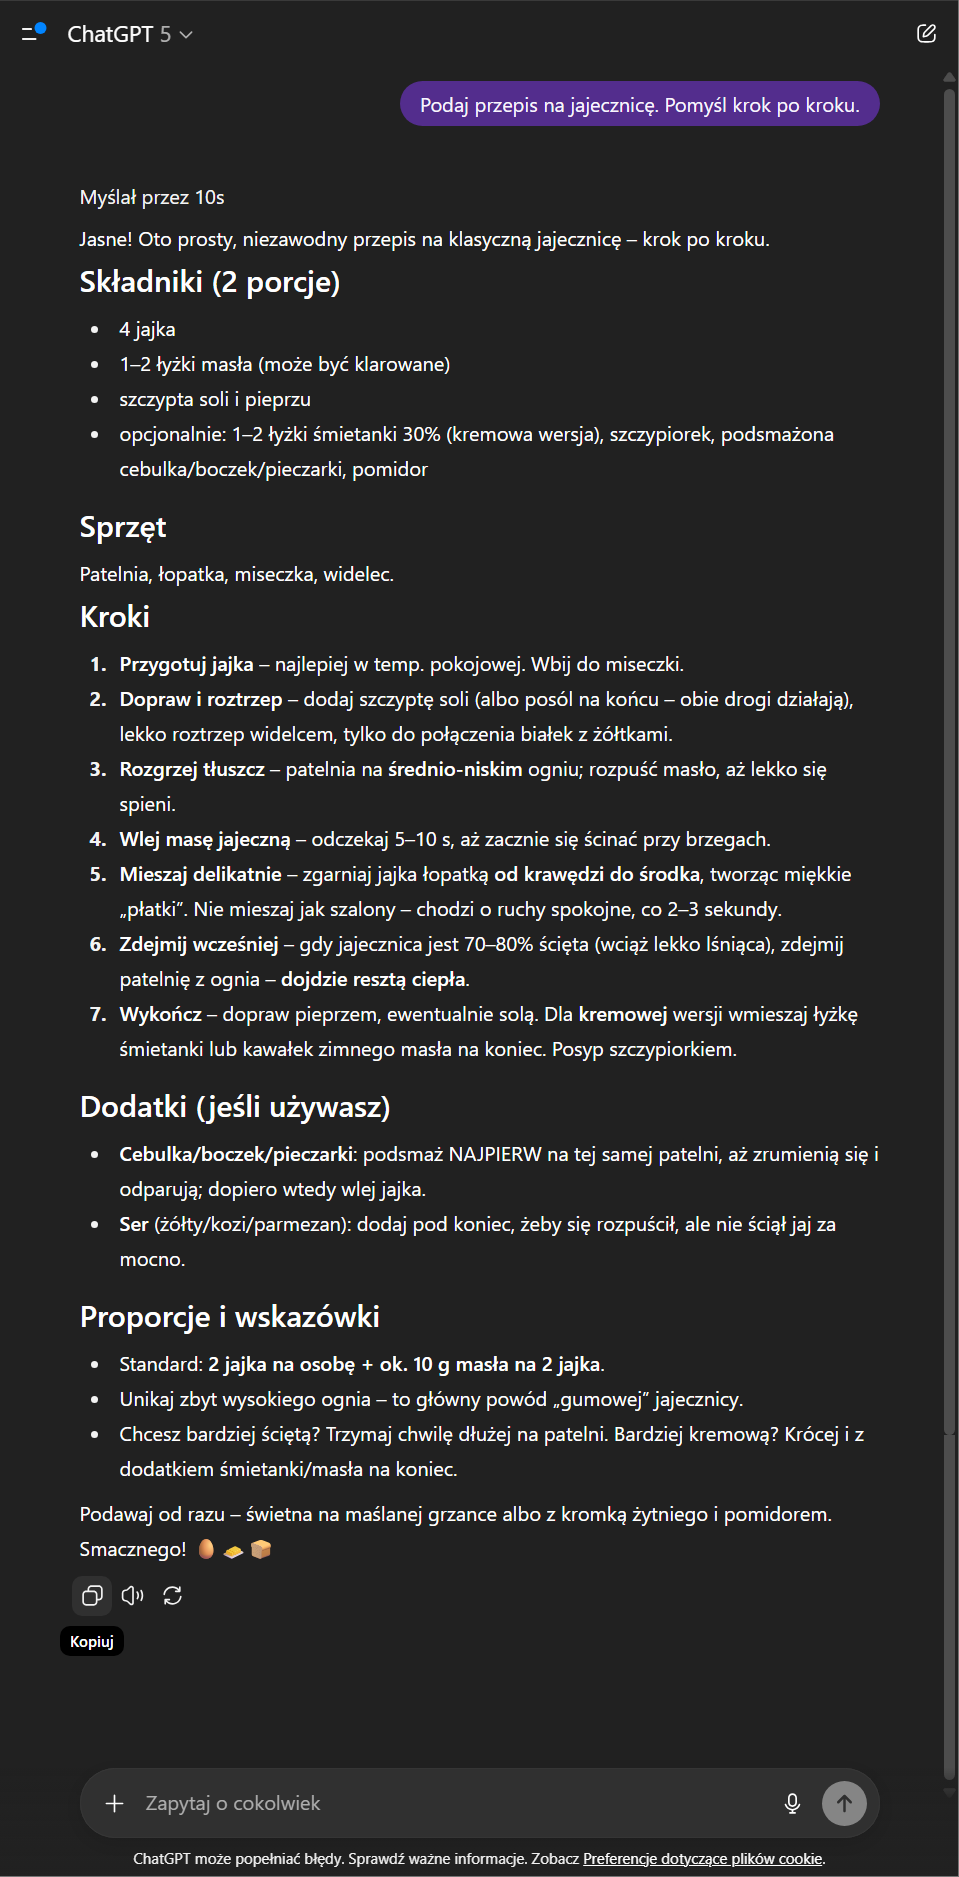 ChatGPT 5
Podaj przepis na jajecznicę. Pomyśl krok po kroku.
Myślał przez 10s
Jasne! Oto prosty, niezawodny przepis na klasyczną jajecznicę – krok po kroku.
Składniki (2 porcje)
• 4 jajka
• 1–2 łyżki masła (może być klarowane)
• szczypta soli i pieprzu
• opcjonalnie: 1–2 łyżki śmietanki 30% (kremowa wersja), szczypiorek, podsmażona
cebulka/boczek/pieczarki, pomidor
Sprzęt
Patelnia, łopatka, miseczka, widelec.
Kroki
1. Przygotuj jajka – najlepiej w temp. pokojowej. Wbij do miseczki.
2. Dopraw i roztrzep – dodaj szczyptę soli (albo posól na końcu – obie drogi działają),
lekko roztrzep widelcem, tylko do połączenia białek z żółtkami.
3. Rozgrzej tłuszcz – patelnia na średnio-niskim ogniu; rozpuść masło, aż lekko się
spieni.
4. Wlej masę jajeczną – odczekaj 5–10 s, aż zacznie się ścinać przy brzegach.
5. Mieszaj delikatnie – zgarniaj jajka łopatką od krawędzi do środka, tworząc miękkie
„płatki”. Nie mieszaj jak szalony – chodzi o ruchy spokojne, co 2–3 sekundy.
6. Zdejmij wcześniej – gdy jajecznica jest 70–80% ścięta (wciąż lekko lśniąca), zdejmij
patelnię z ognia – dojdzie resztą ciepła.
7. Wykończ – dopraw pieprzem, ewentualnie solą. Dla kremowej wersji wmieszaj łyżkę
śmietanki lub kawałek zimnego masła na koniec. Posyp szczypiorkiem.
Dodatki (jeśli używasz)
• Cebulka/boczek/pieczarki: podsmaż NAJPIERW na tej samej patelni, aż zrumienią się i
odparują; dopiero wtedy wlej jajka.
• Ser (żółty/kozi/parmezan): dodaj pod koniec, żeby się rozpuścił, ale nie ściął jaj za
mocno.
Proporcje i wskazówki
• Standard: 2 jajka na osobę + ok. 10 g masła na 2 jajka.
• Unikaj zbyt wysokiego ognia – to główny powód „gumowej” jajecznicy.
• Chcesz bardziej ściętą? Trzymaj chwilę dłużej na patelni. Bardziej kremową? Krócej i z
dodatkiem śmietanki/masła na koniec.
Podawaj od razu – świetna na maślanej grzance albo z kromką żytniego i pomidorem.
Smacznego! 🥚🧈🍞
Kopiuj
Zapytaj o cokolwiek
ChatGPT może popełniać błędy. Sprawdź ważne informacje. Zobacz Preferencje dotyczące plików cookie.